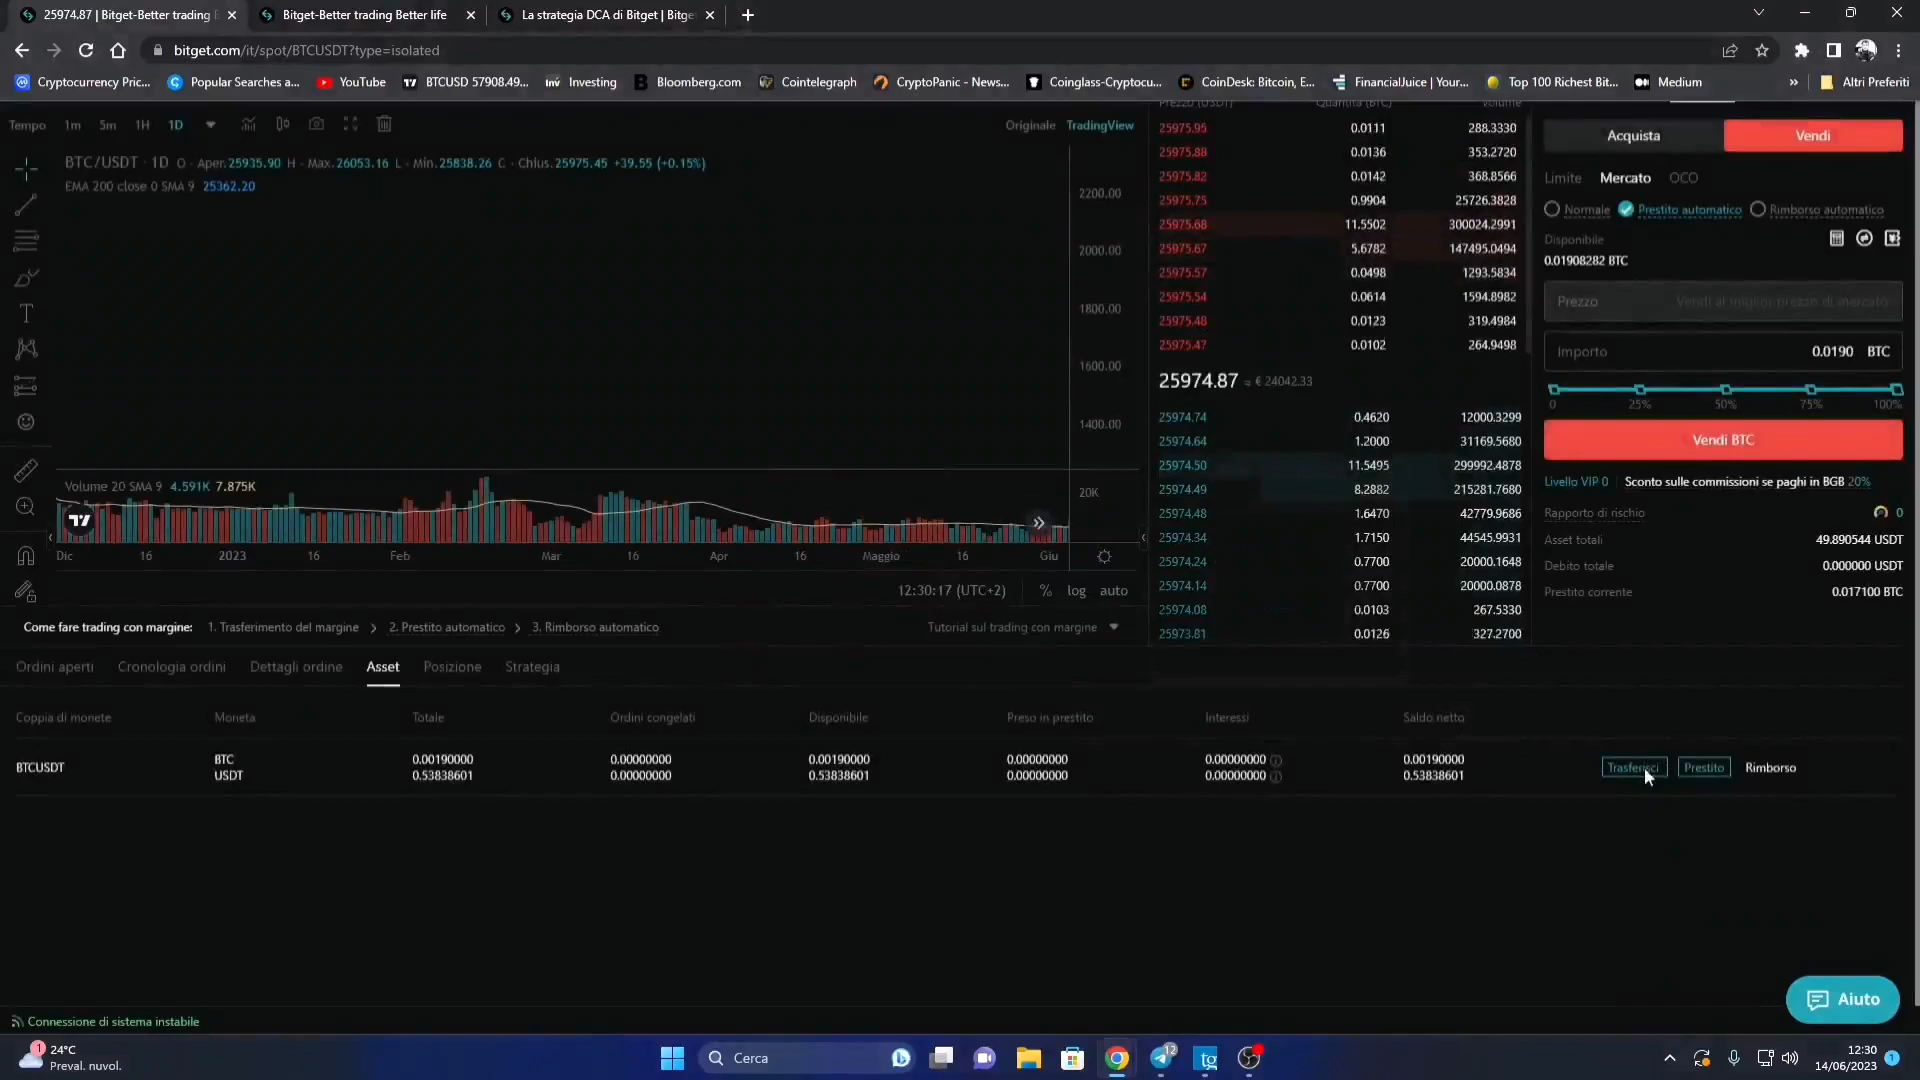 25974.87 | Bitget-Better trading
Bitget-Better trading Better life
La strategia DCA di Bitget | Bitge
bitget.com/it/spot/BTCUSDT?type=isolated
Cryptocurrency Pric...
Popular Searches a...
YouTube
BTCUSD 57908.49...
Investing
Bloomberg.com
Cointelegraph
CryptoPanic - News...
Coinglass-Cryptocu...
CoinDesk: Bitcoin, E...
FinancialJuice | Your...
Top 100 Richest Bit...
Medium
»
Altri Preferiti
Tempo 1m 5m 1H 1D
Originale TradingView
BTC/USDT · 1D O - Aper.25935.90 H - Max.26053.16 L - Min.25838.26 C - Chius.25975.45 +39.55 (+0.15%)
EMA 200 close 0 SMA 9 25362.20
2200.00
2000.00
1800.00
1600.00
1400.00
Volume 20 SMA 9 4.591K 7.875K
20K
Dic 16 2023 16 Feb Mar 16 Apr 16 Maggio 16 Giu
12:30:17 (UTC+2) % log auto
Prezzo (USDT) Quantità (BTC) Volume
25975.95 0.0111 288.3330
25975.88 0.0136 353.2720
25975.82 0.0142 368.8566
25975.75 0.9904 25726.3828
25975.68 11.5502 300024.2991
25975.67 5.6782 147495.0494
25975.57 0.0498 1293.5834
25975.54 0.0614 1594.8982
25975.48 0.0123 319.4984
25975.47 0.0102 264.9498
25974.87 ≈ € 24042.33
25974.74 0.4620 12000.3299
25974.64 1.2000 31169.5680
25974.50 11.5495 299992.4878
25974.49 8.2882 215281.7680
25974.48 1.6470 42779.9686
25974.34 1.7150 44545.9931
25974.24 0.7700 20000.1648
25974.14 0.7700 20000.0878
25974.08 0.0103 267.5330
25973.81 0.0126 327.2700
Acquista Vendi
Limite Mercato OCO
Normale Prestito automatico Rimborso automatico
Disponibile
0.01908282 BTC
Prezzo Vendi al miglior prezzo di mercato
Importo 0.0190 BTC
0 25% 50% 75% 100%
Vendi BTC
Livello VIP 0 Sconto sulle commissioni se paghi in BGB 20%
Rapporto di rischio 0
Asset totali 49.890544 USDT
Debito totale 0.000000 USDT
Prestito corrente 0.017100 BTC
Come fare trading con margine: 1. Trasferimento del margine > 2. Prestito automatico > 3. Rimborso automatico
Tutorial sul trading con margine
Ordini aperti Cronologia ordini Dettagli ordine Asset Posizione Strategia
Coppia di monete Moneta Totale Ordini congelati Disponibile Preso in prestito Interessi Saldo netto
BTCUSDT
BTC 0.00190000 0.00000000 0.00190000 0.00000000 0.00000000 0.00190000
USDT 0.53838601 0.00000000 0.53838601 0.00000000 0.00000000 0.53838601
Trasferisci Prestito Rimborso
Aiuto
Connessione di sistema instabile
1
24°C
Preval. nuvol.
Cerca
12
tg
12:30
14/06/2023
1